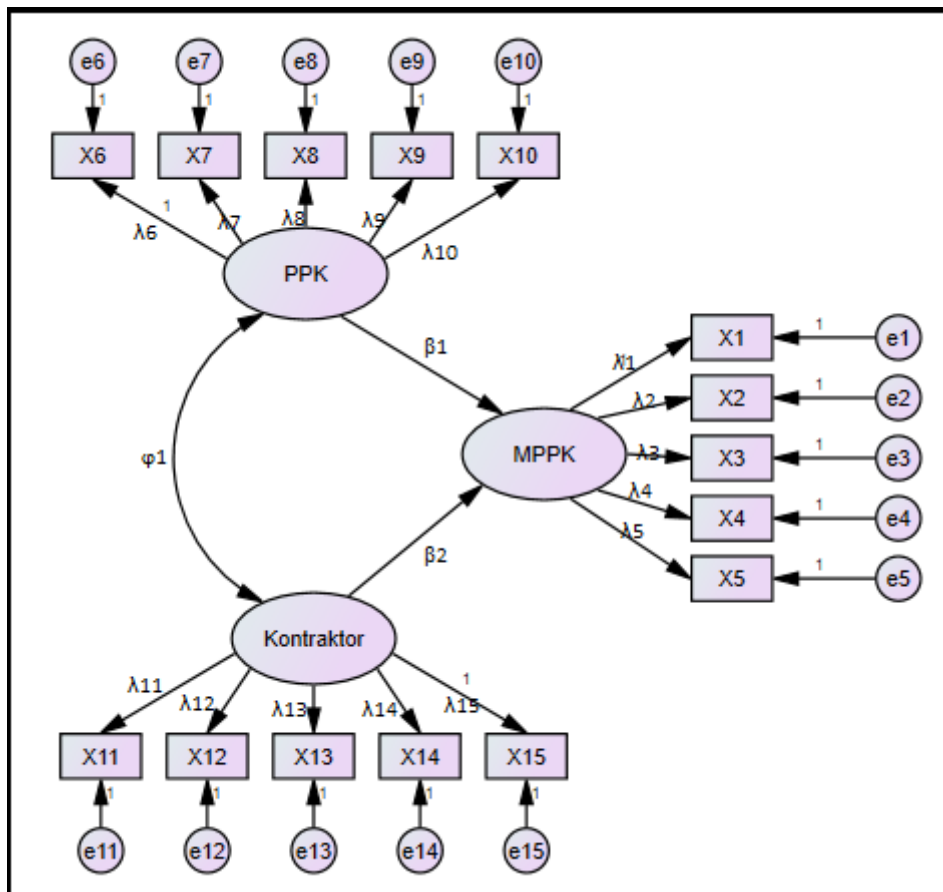 e6 e7 e8 e9 e10
1 1 1 1 1
X6 X7 X8 X9 X10
1
λ6 λ7 λ8 λ9 λ10
PPK
X1 1 e1
β1 λ1
X2 1 e2
λ2
MPPK λ3 X3 1 e3
φ1
λ4 X4 1 e4
λ5
β2 X5 1 e5
Kontraktor
1
λ11 λ12 λ13 λ14 λ15
X11 X12 X13 X14 X15
1 1 1 1 1
e11 e12 e13 e14 e15